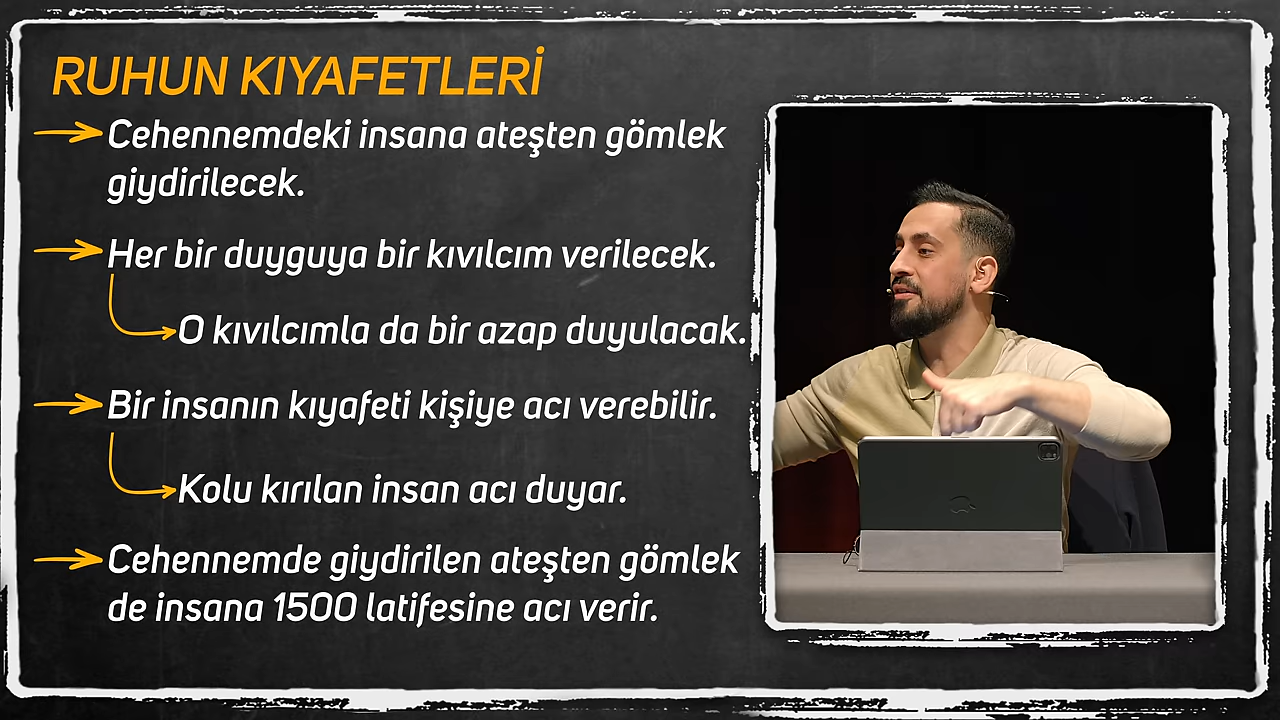 RUHUN KIYAFETLERİ
Cehennemdeki insana ateşten gömlek
giydirilecek.
Her bir duyguya bir kıvılcım verilecek.
O kıvılcımla da bir azap duyulacak.
Bir insanın kıyafeti kişiye acı verebilir.
Kolu kırılan insan acı duyar.
Cehennemde giydirilen ateşten gömlek
de insana 1500 latifesine acı verir.